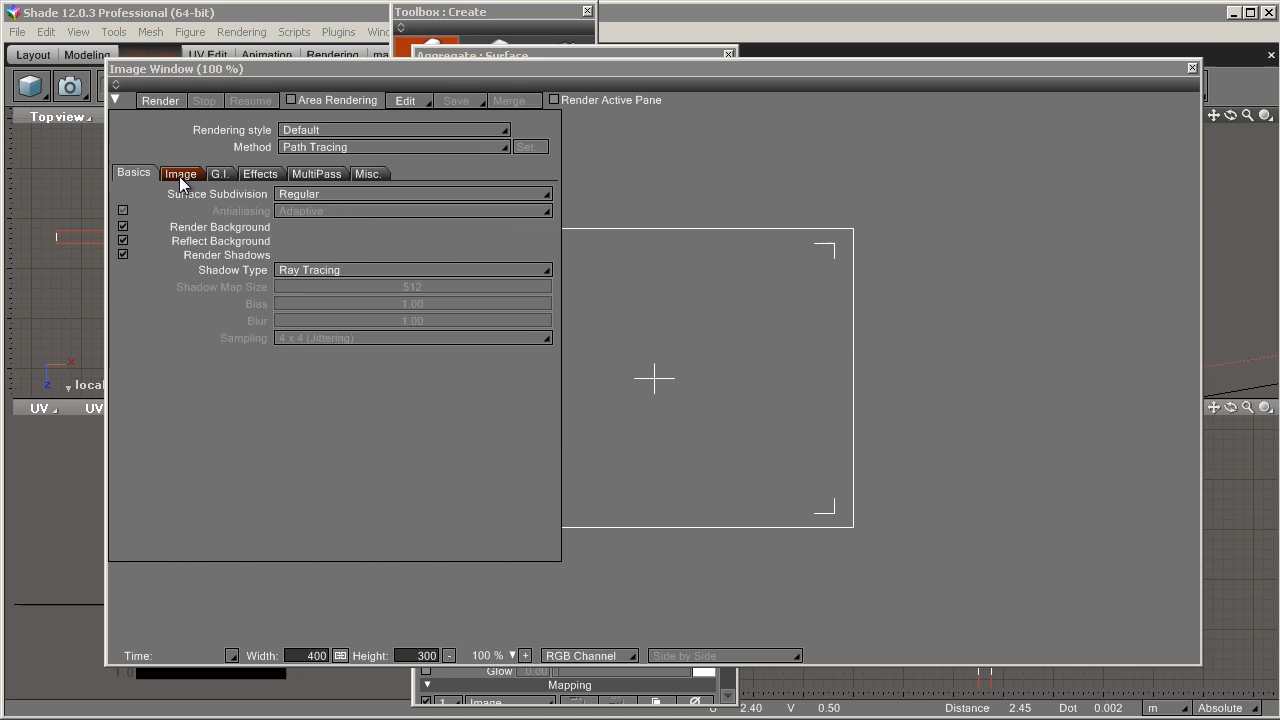 Shade 12.0.3 Professional (64-bit)
Toolbox : Create
File Edit View Tools Mesh Figure Rendering Scripts Plugins
Layout Modeling UV Edit Animation Rendering
Aggregate : Surface
Image Window (100 %)
Render Stop Resume Area Rendering Edit Save Merge... Render Active Pane
Top view
Rendering style Default
Method Path Tracing Set...
Basics Image G.I. Effects MultiPass Misc.
Surface Subdivision Regular
Antialiasing Adaptive
Render Background
Reflect Background
Render Shadows
Shadow Type Ray Tracing
Shadow Map Size 512
Bias 1.00
Blur 1.00
Sampling 4 x 4 (Jittering)
x
z local
UV UV
Time: Width: 400 Height: 300 - 100 % + RGB Channel Side by Side
1.0 Glow 0.00
Mapping
1 Image
2.40 V 0.50 Distance 2.45 Dot 0.002 m Absolute